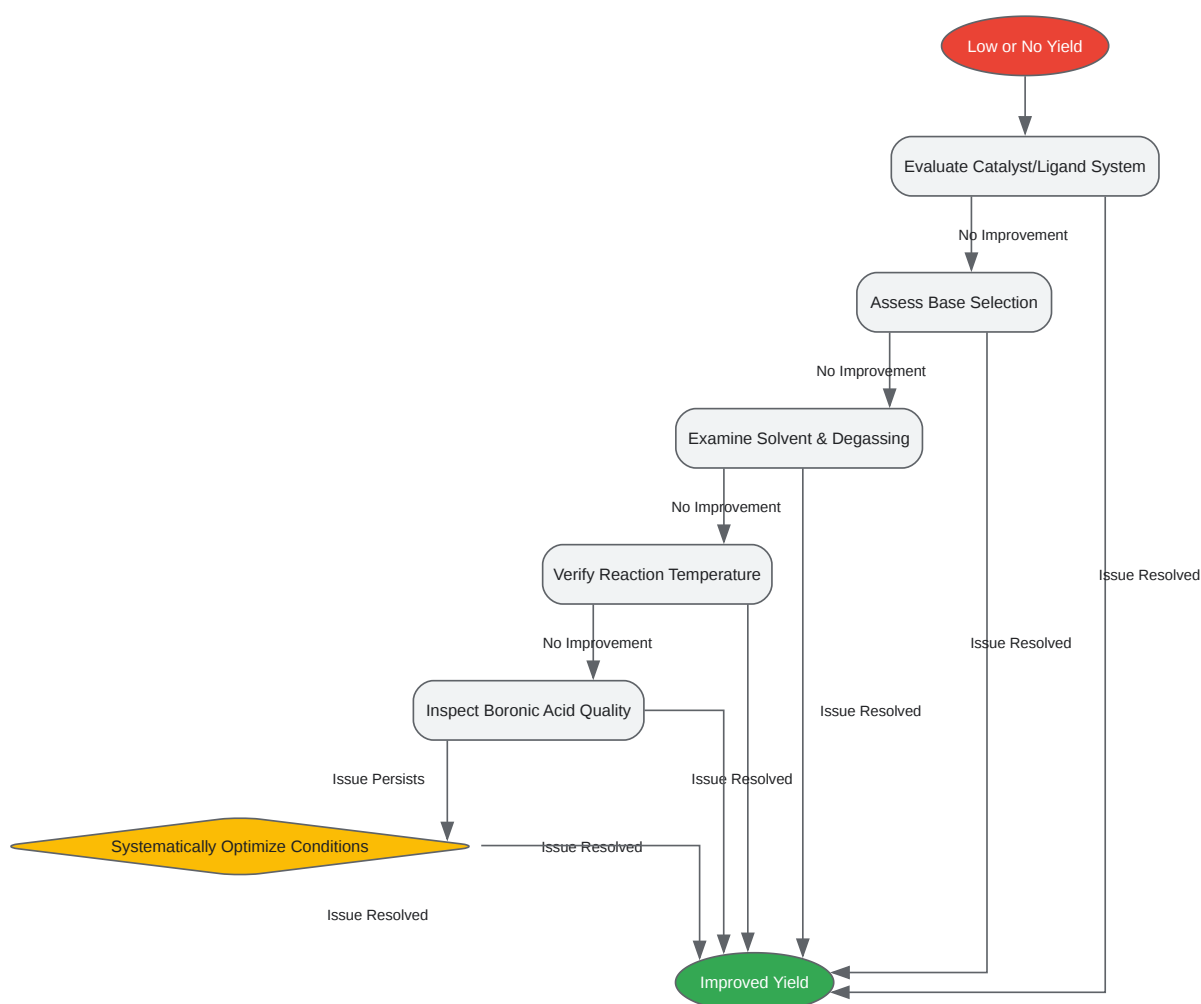 Low or No Yield
Evaluate Catalyst/Ligand System
No Improvement
Assess Base Selection
No Improvement
Examine Solvent & Degassing
No Improvement
Verify Reaction Temperature
Issue Resolved
No Improvement
Issue Resolved
Inspect Boronic Acid Quality
Issue Resolved
Issue Persists
Issue Resolved
Systematically Optimize Conditions
Issue Resolved
Issue Resolved
Improved Yield